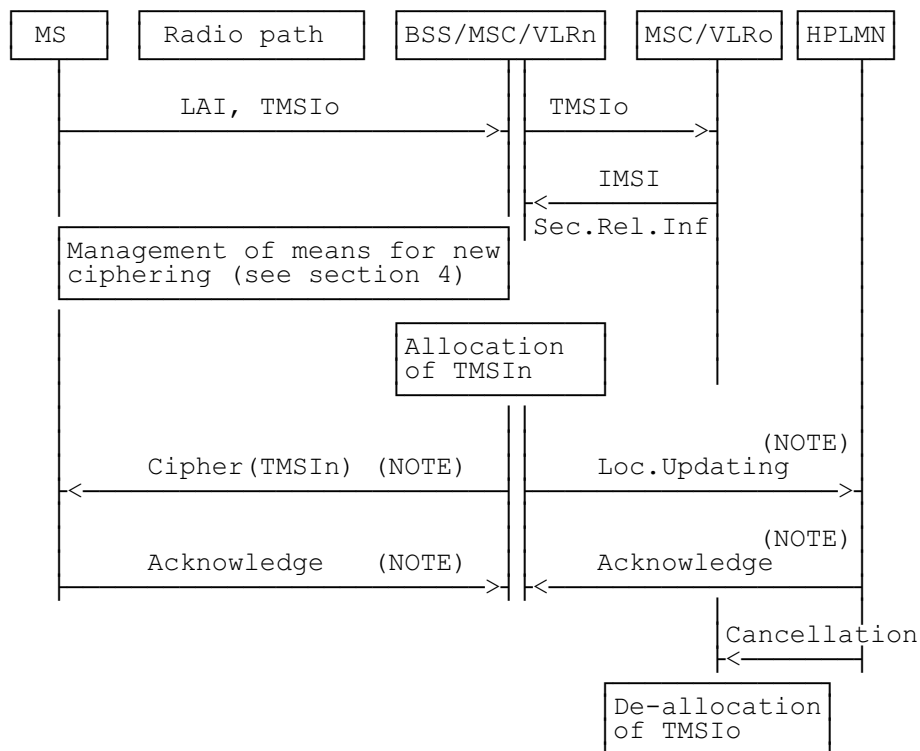 MS
Radio path
BSS/MSC/VLRn
MSC/VLRo
HPLMN
LAI, TMSIo
TMSIo
IMSI
Sec.Rel.Inf
Management of means for new
ciphering (see section 4)
Allocation
of TMSIn
(NOTE)
Cipher(TMSIn) (NOTE)
Loc.Updating
(NOTE)
Acknowledge (NOTE)
Acknowledge
Cancellation
De-allocation
of TMSIo